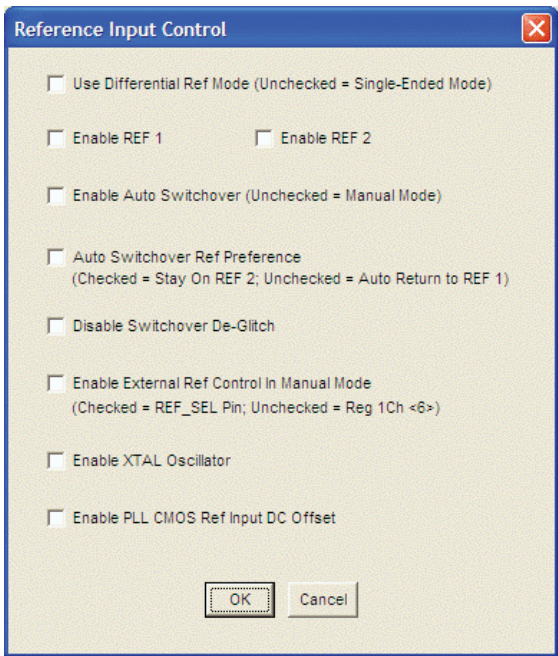 Reference Input Control
Use Differential Ref Mode (Unchecked = Single-Ended Mode)
Enable REF 1 Enable REF 2
Enable Auto Switchover (Unchecked = Manual Mode)
Auto Switchover Ref Preference
(Checked = Stay On REF 2; Unchecked = Auto Return to REF 1)
Disable Switchover De-Glitch
Enable External Ref Control In Manual Mode
(Checked = REF_SEL Pin; Unchecked = Reg 1Ch <6>)
Enable XTAL Oscillator
Enable PLL CMOS Ref Input DC Offset
OK Cancel